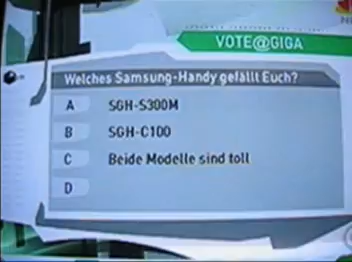 VOTE@GIGA
Welches Samsung-Handy gefällt Euch?
A SGH-S300M
B SGH-C100
C Beide Modelle sind toll
D